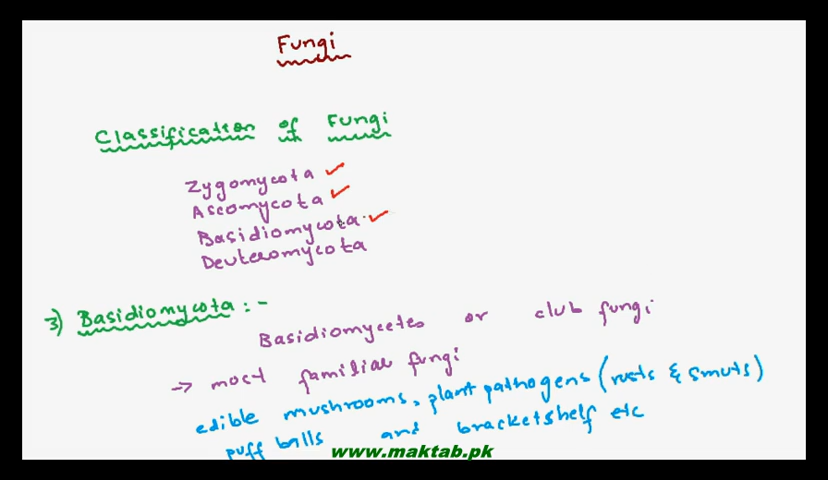 Fungi
Classification of Fungi
Zygomycota
Ascomycota
Basidiomycota
Deuteromycota
3) Basidiomycota : -
Basidiomycetes or club fungi
→ most familiar fungi
edible mushrooms, plant pathogens (rusts & smuts)
puff balls and bracketshelf etc
www.maktab.pk